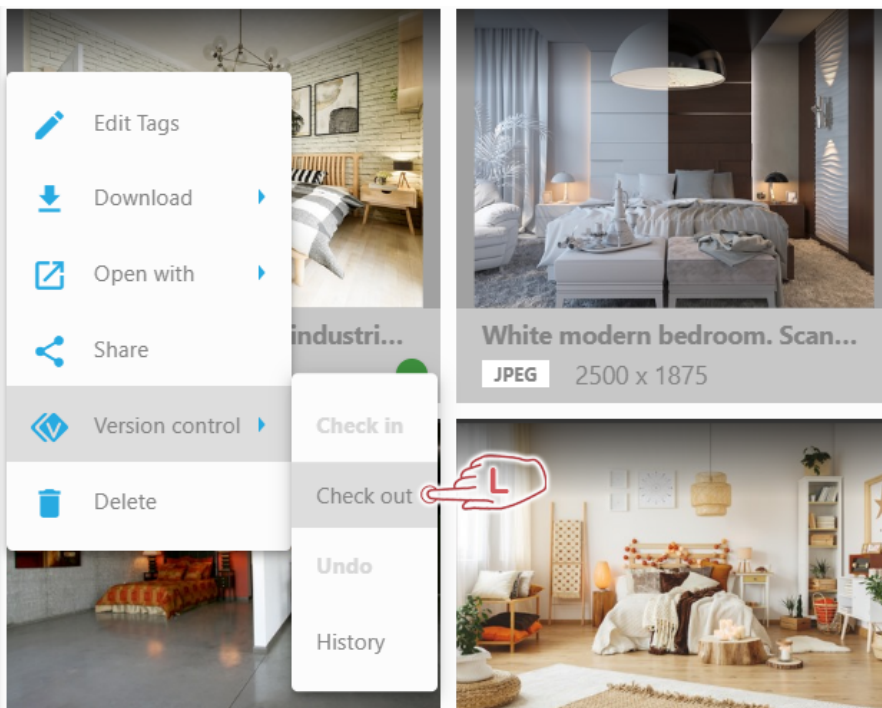 Edit Tags
Download
Open with
Share
Version control
Delete
Check in
Check out
L
Undo
History
industri...
White modern bedroom. Scan...
JPEG 2500 x 1875